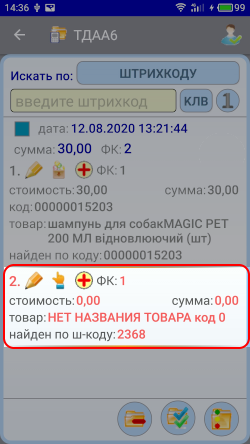 14:36 99
ТДАА6
Искать по: ШТРИХКОДУ
введите штрихкод КЛВ 1
дата: 12.08.2020 13:21:44
сумма: 30,00 ФК: 2
1. ФК: 1
стоимость: 30,00 сумма: 30,00
код: 00000015203
товар: шампунь для собакMAGIC PET
200 МЛ відновлюючий (шт)
найден по коду: 00000015203
2. ФК: 1
стоимость: 0,00 сумма: 0,00
товар: НЕТ НАЗВАНИЯ ТОВАРА код 0
найден по ш-коду: 2368